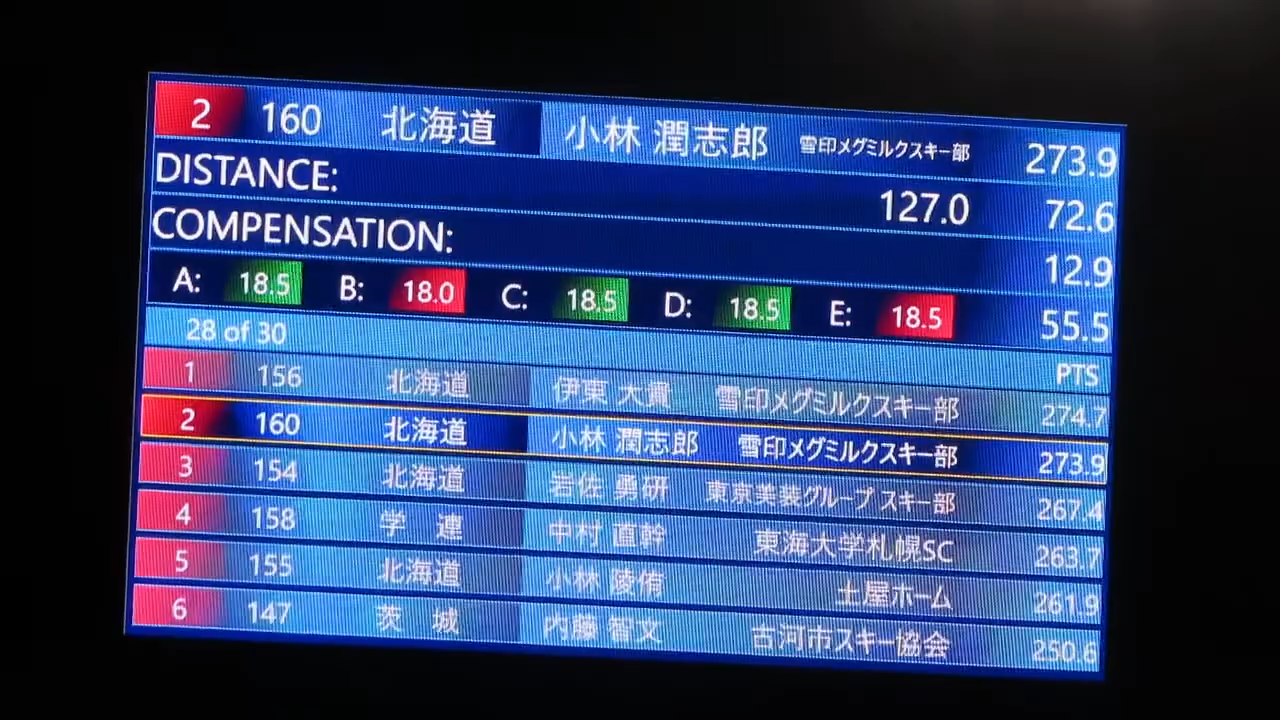 2 160 北海道 小林 潤志郎 雪印メグミルクスキー部 273.9
DISTANCE: 127.0 72.6
COMPENSATION: 12.9
A: 18.5 B: 18.0 C: 18.5 D: 18.5 E: 18.5 55.5
28 of 30 PTS
1 156 北海道 伊東 大貴 雪印メグミルクスキー部 274.7
2 160 北海道 小林 潤志郎 雪印メグミルクスキー部 273.9
3 154 北海道 岩佐 勇研 東京美装グループ スキー部 267.4
4 158 学 連 中村 直幹 東海大学札幌SC 263.7
5 155 北海道 小林 陵侑 土屋ホーム 261.9
6 147 茨 城 内藤 智文 古河市スキー協会 250.6